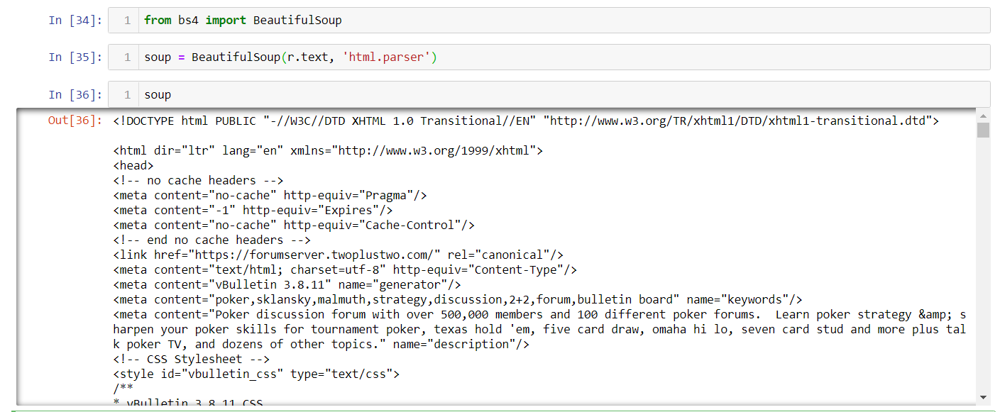 In [34]: 1 from bs4 import BeautifulSoup
In [35]: 1 soup = BeautifulSoup(r.text, 'html.parser')
In [36]: 1 soup
Out[36]: <!DOCTYPE html PUBLIC "-//W3C//DTD XHTML 1.0 Transitional//EN" "http://www.w3.org/TR/xhtml1/DTD/xhtml1-transitional.dtd">
<html dir="ltr" lang="en" xmlns="http://www.w3.org/1999/xhtml">
<head>
<!-- no cache headers -->
<meta content="no-cache" http-equiv="Pragma"/>
<meta content="-1" http-equiv="Expires"/>
<meta content="no-cache" http-equiv="Cache-Control"/>
<!-- end no cache headers -->
<link href="https://forumserver.twoplustwo.com/" rel="canonical"/>
<meta content="text/html; charset=utf-8" http-equiv="Content-Type"/>
<meta content="vBulletin 3.8.11" name="generator"/>
<meta content="poker,sklansky,malmuth,strategy,discussion,2+2,forum,bulletin board" name="keywords"/>
<meta content="Poker discussion forum with over 500,000 members and 100 different poker forums.  Learn poker strategy &amp; s
harpen your poker skills for tournament poker, texas hold 'em, five card draw, omaha hi lo, seven card stud and more plus tal
k poker TV, and dozens of other topics." name="description"/>
<!-- CSS Stylesheet -->
<style id="vbulletin_css" type="text/css">
/**
* vBulletin 3.8.11 CSS